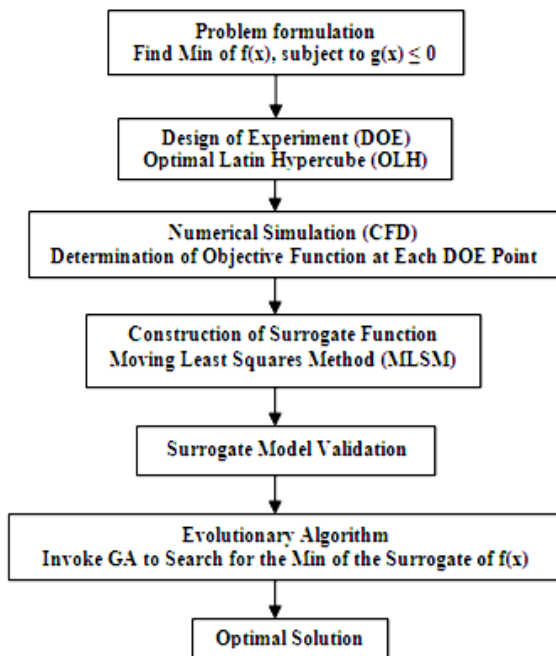 Problem formulation
Find Min of f(x), subject to g(x) ≤ 0
Design of Experiment (DOE)
Optimal Latin Hypercube (OLH)
Numerical Simulation (CFD)
Determination of Objective Function at Each DOE Point
Construction of Surrogate Function
Moving Least Squares Method (MLSM)
Surrogate Model Validation
Evolutionary Algorithm
Invoke GA to Search for the Min of the Surrogate of f(x)
Optimal Solution